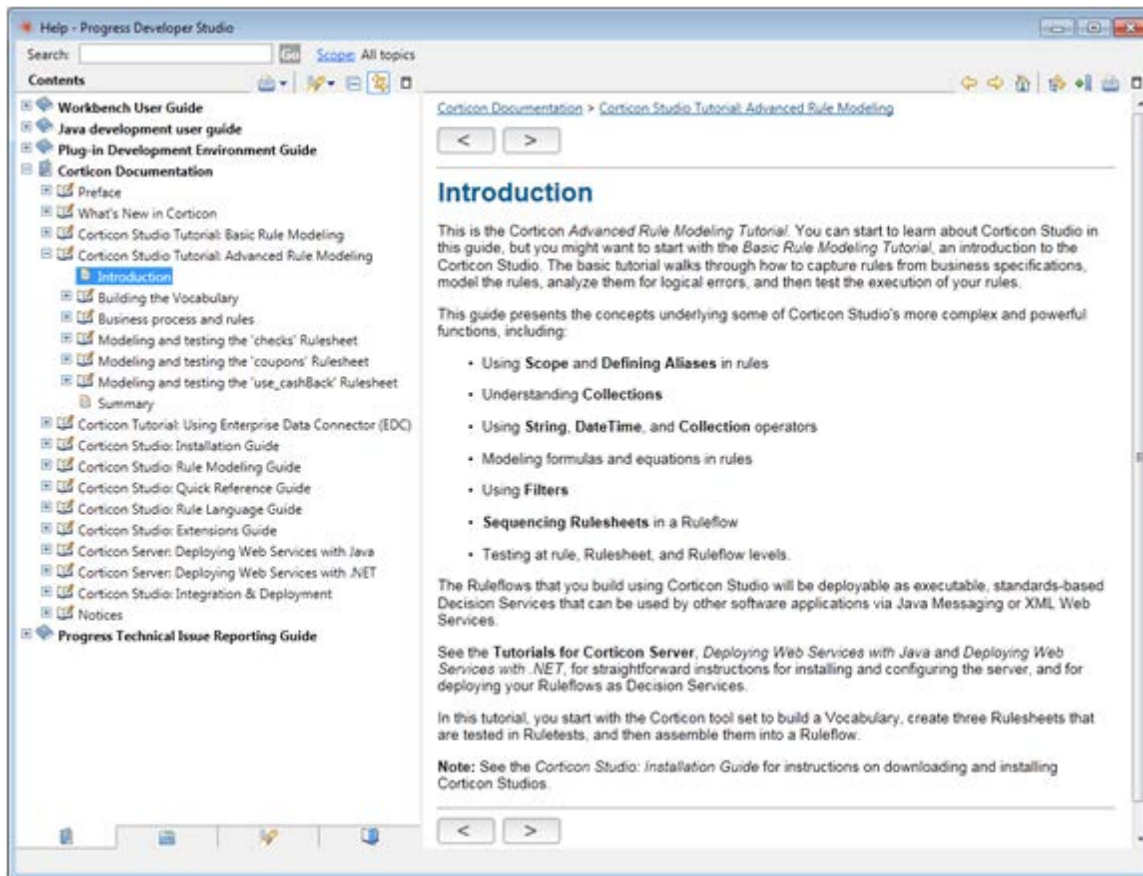 Help - Progress Developer Studio
Search:
Go
Scope: All topics
Contents
Workbench User Guide
Java development user guide
Plug-in Development Environment Guide
Corticon Documentation
Preface
What's New in Corticon
Corticon Studio Tutorial: Basic Rule Modeling
Corticon Studio Tutorial: Advanced Rule Modeling
Introduction
Building the Vocabulary
Business process and rules
Modeling and testing the 'checks' Rulesheet
Modeling and testing the 'coupons' Rulesheet
Modeling and testing the 'use_cashBack' Rulesheet
Summary
Corticon Tutorial: Using Enterprise Data Connector (EDC)
Corticon Studio: Installation Guide
Corticon Studio: Rule Modeling Guide
Corticon Studio: Quick Reference Guide
Corticon Studio: Rule Language Guide
Corticon Studio: Extensions Guide
Corticon Server: Deploying Web Services with Java
Corticon Server: Deploying Web Services with .NET
Corticon Studio: Integration & Deployment
Notices
Progress Technical Issue Reporting Guide
Corticon Documentation > Corticon Studio Tutorial: Advanced Rule Modeling
< >
Introduction
This is the Corticon Advanced Rule Modeling Tutorial. You can start to learn about Corticon Studio in
this guide, but you might want to start with the Basic Rule Modeling Tutorial, an introduction to the
Corticon Studio. The basic tutorial walks through how to capture rules from business specifications,
model the rules, analyze them for logical errors, and then test the execution of your rules.
This guide presents the concepts underlying some of Corticon Studio's more complex and powerful
functions, including:
• Using Scope and Defining Aliases in rules
• Understanding Collections
• Using String, DateTime, and Collection operators
• Modeling formulas and equations in rules
• Using Filters
• Sequencing Rulesheets in a Ruleflow
• Testing at rule, Rulesheet, and Ruleflow levels.
The Ruleflows that you build using Corticon Studio will be deployable as executable, standards-based
Decision Services that can be used by other software applications via Java Messaging or XML Web
Services.
See the Tutorials for Corticon Server, Deploying Web Services with Java and Deploying Web
Services with .NET, for straightforward instructions for installing and configuring the server, and for
deploying your Ruleflows as Decision Services.
In this tutorial, you start with the Corticon tool set to build a Vocabulary, create three Rulesheets that
are tested in Ruletests, and then assemble them into a Ruleflow.
Note: See the Corticon Studio: Installation Guide for instructions on downloading and installing
Corticon Studios.
< >